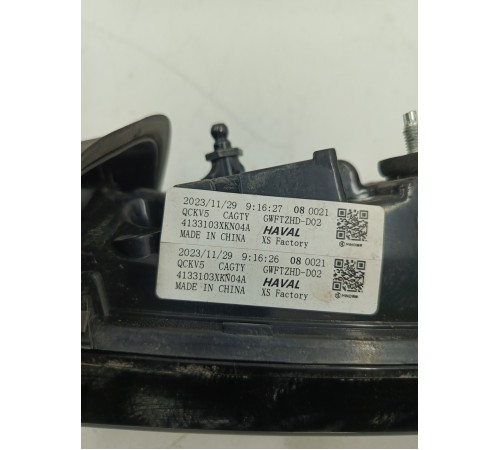 2023/11/29 9:16:27 08 0021
QCKV5 CAGTY GWFTZHD-D02
4133103XKN04A HAVAL
MADE IN CHINA XS Factory
2023/11/29 9:16:26 08 0021
QCKV5 CAGTY GWFTZHD-D02
4133103XKN04A HAVAL
MADE IN CHINA XS Factory